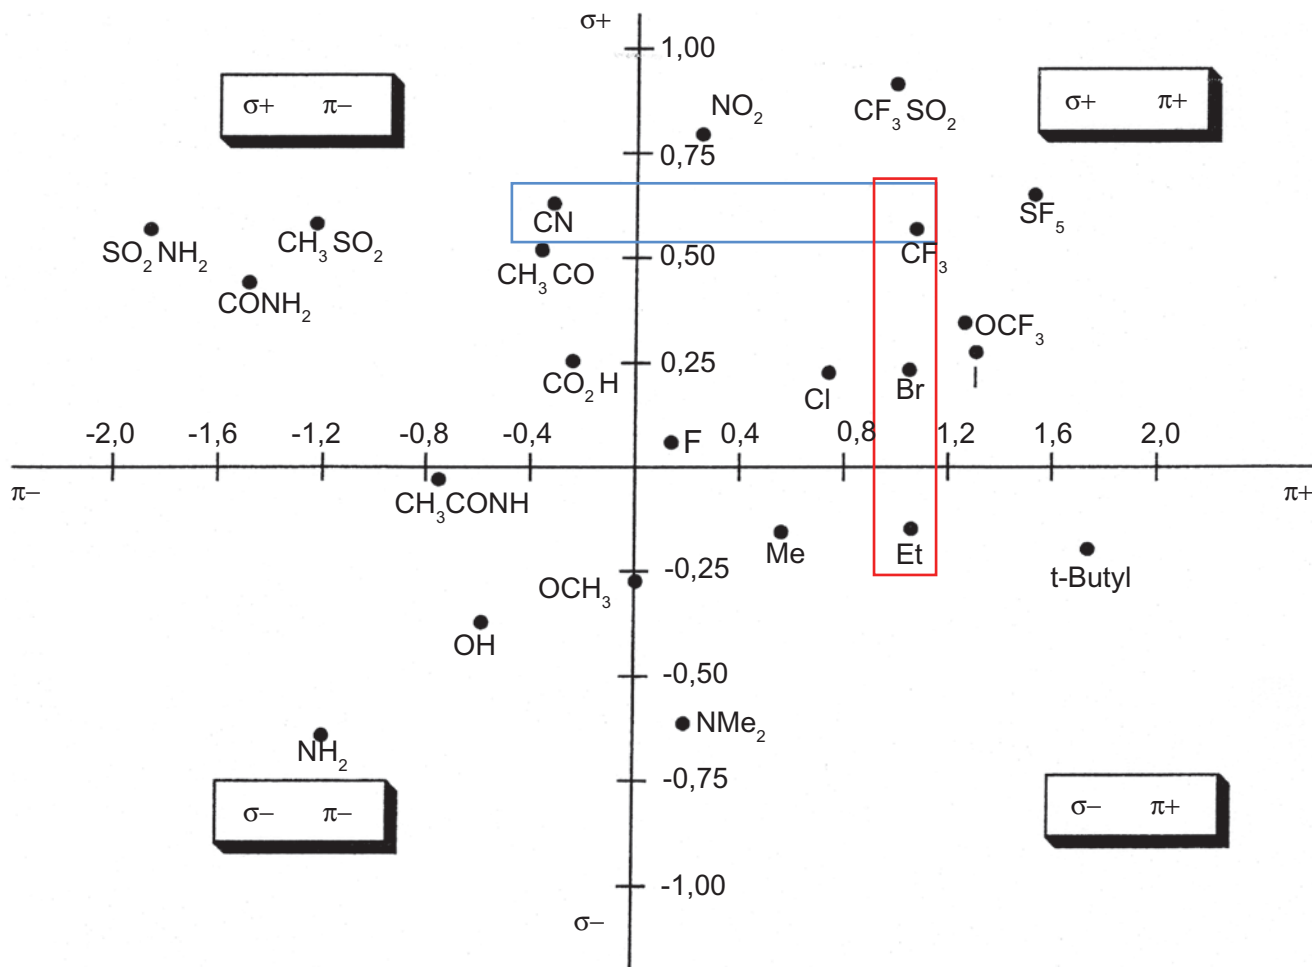 σ+
1,00
σ+ π−
NO₂
CF₃SO₂
σ+ π+
0,75
CN
SF₅
SO₂NH₂
CH₃SO₂
CF₃
0,50
CH₃CO
CONH₂
OCF₃
I
0,25
CO₂H
Cl
Br
F
-2,0 -1,6 -1,2 -0,8 -0,4 0,4 0,8 1,2 1,6 2,0
π− π+
CH₃CONH
Me
Et
t-Butyl
-0,25
OCH₃
OH
-0,50
NMe₂
NH₂
-0,75
σ− π−
σ− π+
-1,00
σ−